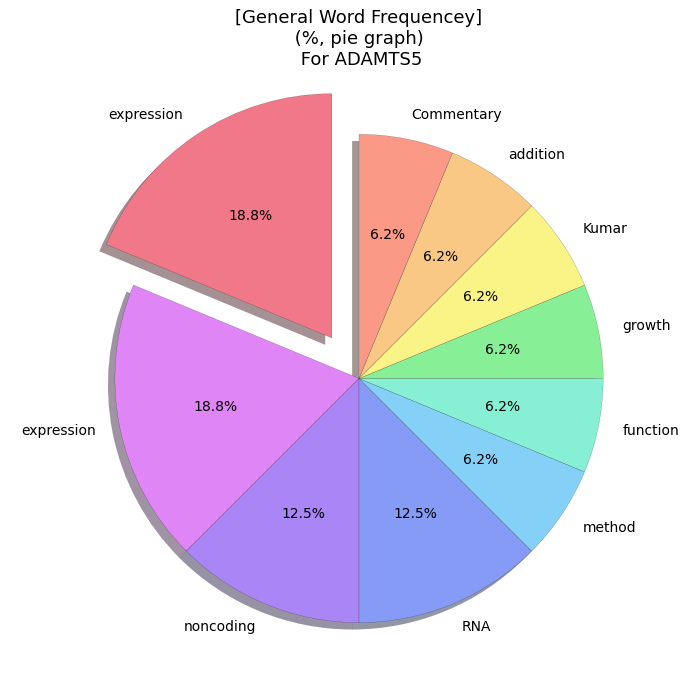 [General Word Frequencey]
(%, pie graph)
For ADAMTS5
expression
18.8%
Commentary
6.2%
addition
6.2%
Kumar
6.2%
growth
6.2%
function
6.2%
method
6.2%
RNA
12.5%
noncoding
12.5%
expression
18.8%